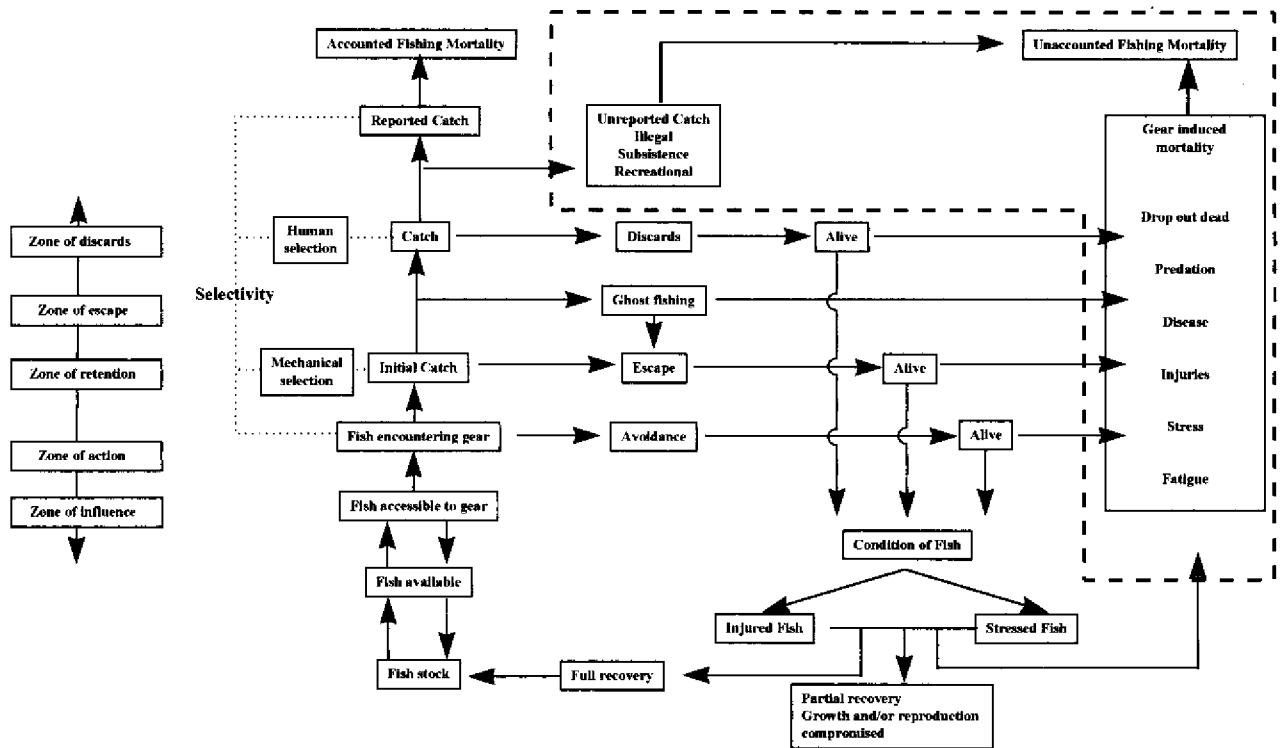 Accounted Fishing Mortality
Unaccounted Fishing Mortality
Reported Catch
Unreported Catch
Illegal
Subsistence
Recreational
Gear induced
mortality
Drop out dead
Predation
Disease
Injuries
Stress
Fatigue
Zone of discards
Zone of escape
Zone of retention
Zone of action
Zone of influence
Selectivity
Human
selection
Catch
Discards
Alive
Ghost fishing
Mechanical
selection
Initial Catch
Escape
Alive
Fish encountering gear
Avoidance
Alive
Fish accessible to gear
Condition of Fish
Fish available
Injured Fish
Stressed Fish
Fish stock
Full recovery
Partial recovery
Growth and/or reproduction
compromised